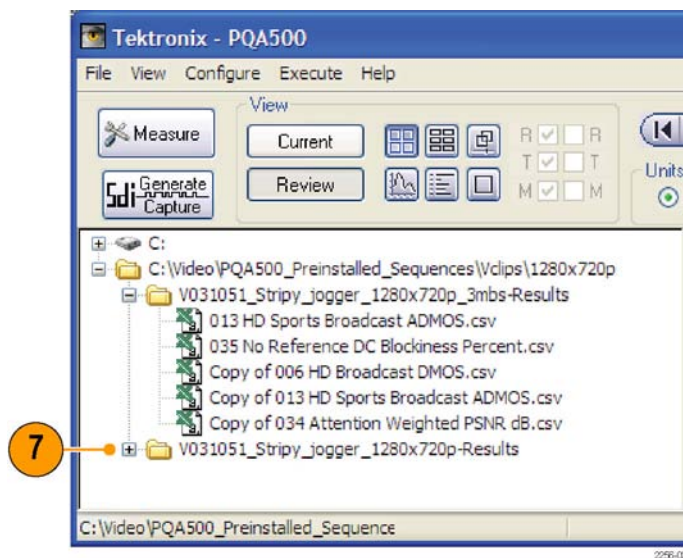 Tektronix - PQA500
File View Configure Execute Help
View
Measure
Current
Review
Sdi Generate Capture
R R
T T
M M
Units
C:
C:\Video\PQA500_Preinstalled_Sequences\Vclips\1280x720p
V031051_Stripy_jogger_1280x720p_3mbs-Results
013 HD Sports Broadcast ADMOS.csv
035 No Reference DC Blockiness Percent.csv
Copy of 006 HD Broadcast DMOS.csv
Copy of 013 HD Sports Broadcast ADMOS.csv
Copy of 034 Attention Weighted PSNR dB.csv
7
V031051_Stripy_jogger_1280x720p-Results
C:\Video\PQA500_Preinstalled_Sequence